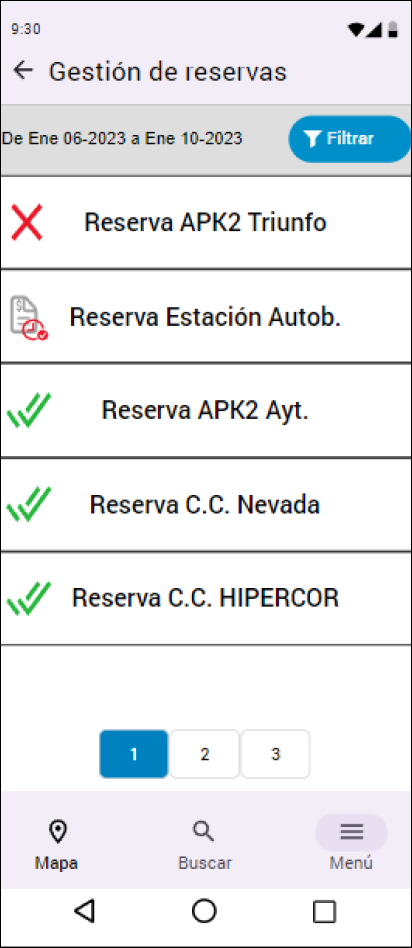 9:30
Gestión de reservas
De Ene 06-2023 a Ene 10-2023
Filtrar
Reserva APK2 Triunfo
Reserva Estación Autob.
Reserva APK2 Ayt.
Reserva C.C. Nevada
Reserva C.C. HIPERCOR
1 2 3
Mapa Buscar Menú